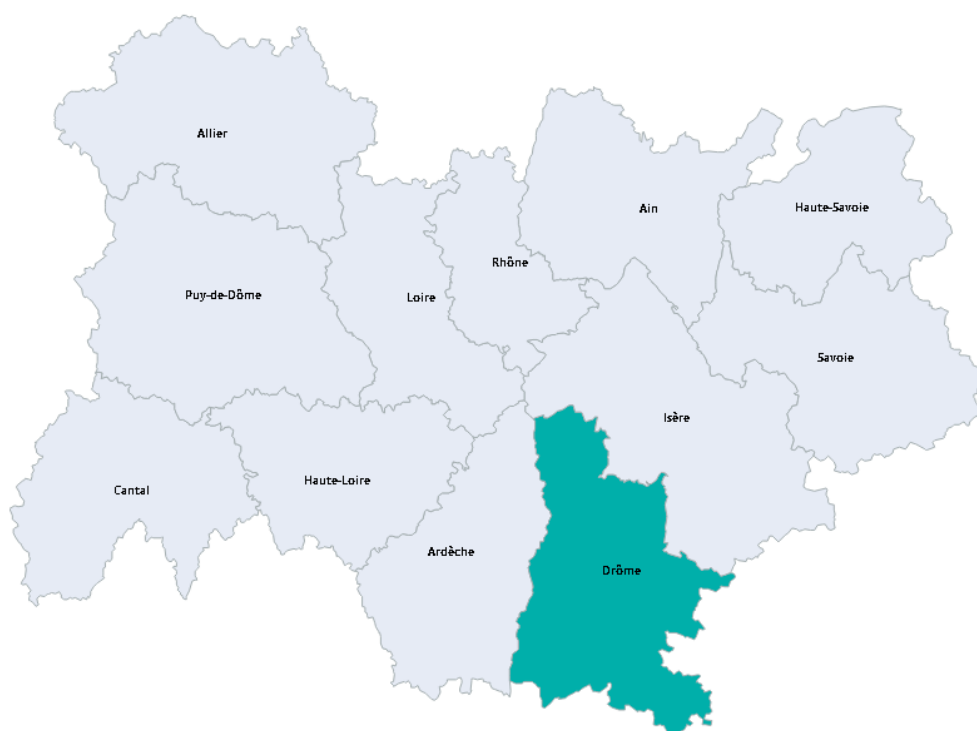 Allier
Ain
Haute-Savoie
Rhône
Puy-de-Dôme
Loire
Savoie
Isère
Haute-Loire
Cantal
Ardèche
Drôme